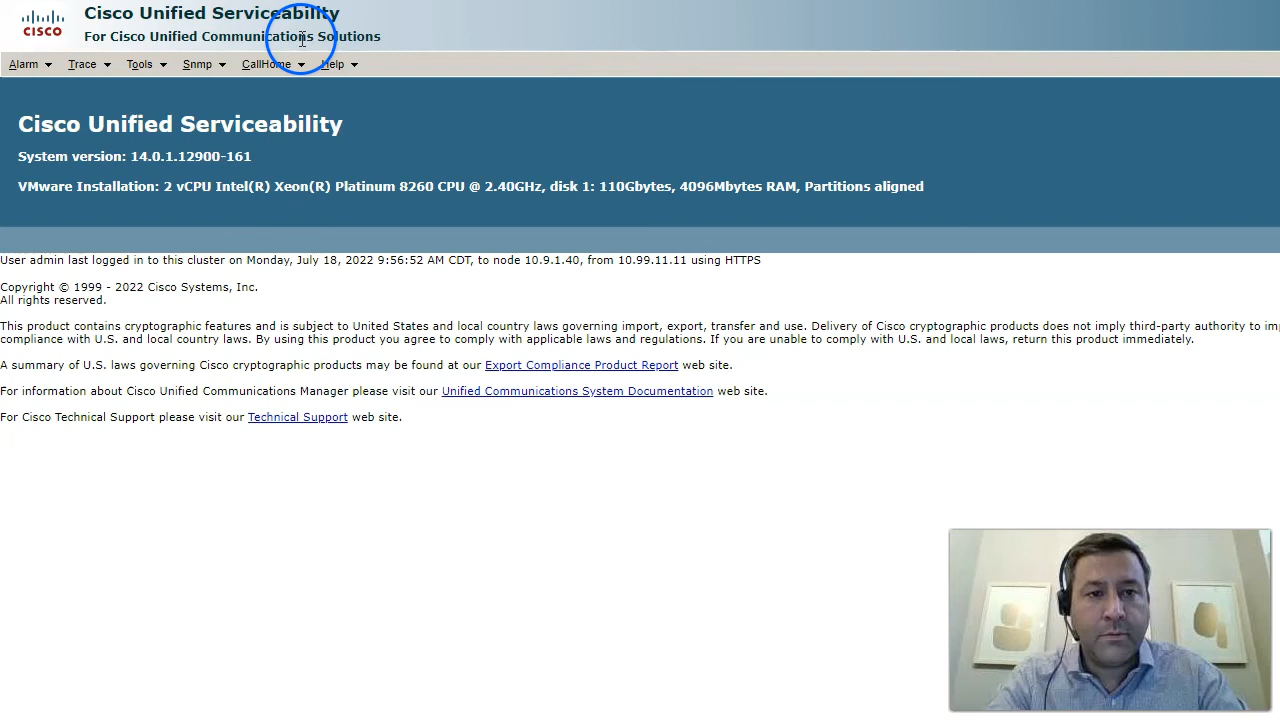 CISCO
Cisco Unified Serviceability
For Cisco Unified Communications Solutions
Alarm Trace Tools Snmp CallHome Help
Cisco Unified Serviceability
System version: 14.0.1.12900-161
VMware Installation: 2 vCPU Intel(R) Xeon(R) Platinum 8260 CPU @ 2.40GHz, disk 1: 110Gbytes, 4096Mbytes RAM, Partitions aligned
User admin last logged in to this cluster on Monday, July 18, 2022 9:56:52 AM CDT, to node 10.9.1.40, from 10.99.11.11 using HTTPS
Copyright © 1999 - 2022 Cisco Systems, Inc.
All rights reserved.
This product contains cryptographic features and is subject to United States and local country laws governing import, export, transfer and use. Delivery of Cisco cryptographic products does not imply third-party authority to im
compliance with U.S. and local country laws. By using this product you agree to comply with applicable laws and regulations. If you are unable to comply with U.S. and local laws, return this product immediately.
A summary of U.S. laws governing Cisco cryptographic products may be found at our Export Compliance Product Report web site.
For information about Cisco Unified Communications Manager please visit our Unified Communications System Documentation web site.
For Cisco Technical Support please visit our Technical Support web site.